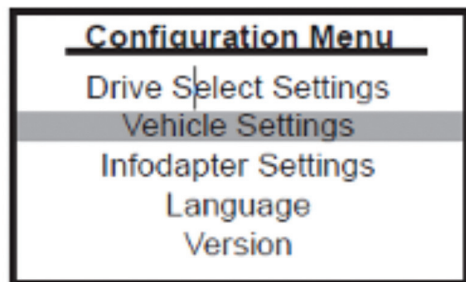 Configuration Menu
Drive Select Settings
Vehicle Settings
Infodapter Settings
Language
Version